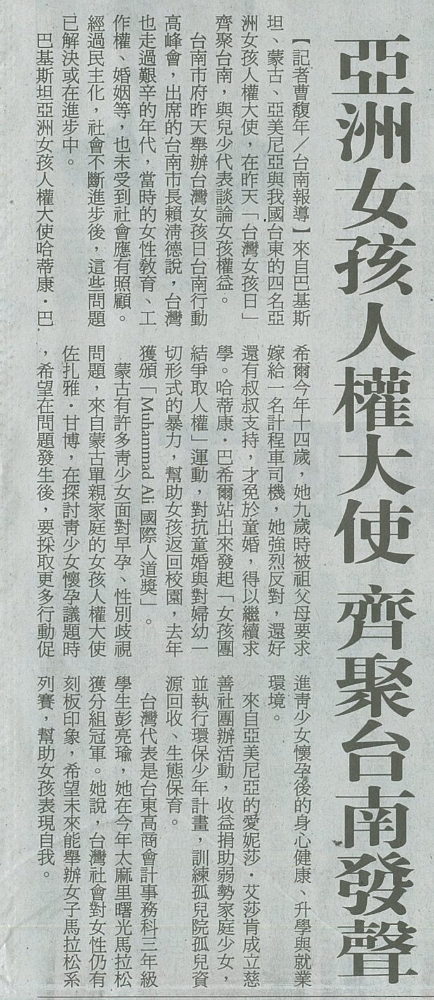 亞洲女孩人權大使 齊聚台南發聲
【記者曹馥年／台南報導】來自巴基斯
坦、蒙古、亞美尼亞與我國台東的四名亞
洲女孩人權大使，在昨天「台灣女孩日」
齊聚台南，與兒少代表談論女孩權益。
台南市府昨天舉辦台灣女孩日台南行動
高峰會，出席的台南市長賴清德說，台灣
也走過艱辛的年代，當時的女性教育、工
作權、婚姻等，也未受到社會應有照顧。
經過民主化，社會不斷進步後，這些問題
已解決或在進步中。
巴基斯坦亞洲女孩人權大使哈蒂康・巴
希爾今年十四歲，她九歲時被祖父母要求
嫁給一名計程車司機，她強烈反對，還好
還有叔叔支持，才免於童婚，得以繼續求
學。哈蒂康・巴希爾站出來發起「女孩團
結爭取人權」運動，對抗童婚與對婦幼一
切形式的暴力，幫助女孩返回校園，去年
獲頒「Muhammad Ali 國際人道獎」。
蒙古有許多青少女面對早孕、性別歧視
問題，來自蒙古單親家庭的女孩人權大使
佐扎雅・甘博，在探討青少女懷孕議題時
，希望在問題發生後，要採取更多行動促
進青少女懷孕後的身心健康、升學與就業
環境。
來自亞美尼亞的愛妮莎・艾莎肯成立慈
善社團辦活動，收益捐助弱勢家庭少女，
並執行環保少年計畫，訓練孤兒院孤兒資
源回收、生態保育。
台灣代表是台東高商會計事務科三年級
學生彭亮瑜，她在今年太麻里曙光馬拉松
獲分組冠軍。她說，台灣社會對女性仍有
刻板印象，希望未來能舉辦女子馬拉松系
列賽，幫助女孩表現自我。